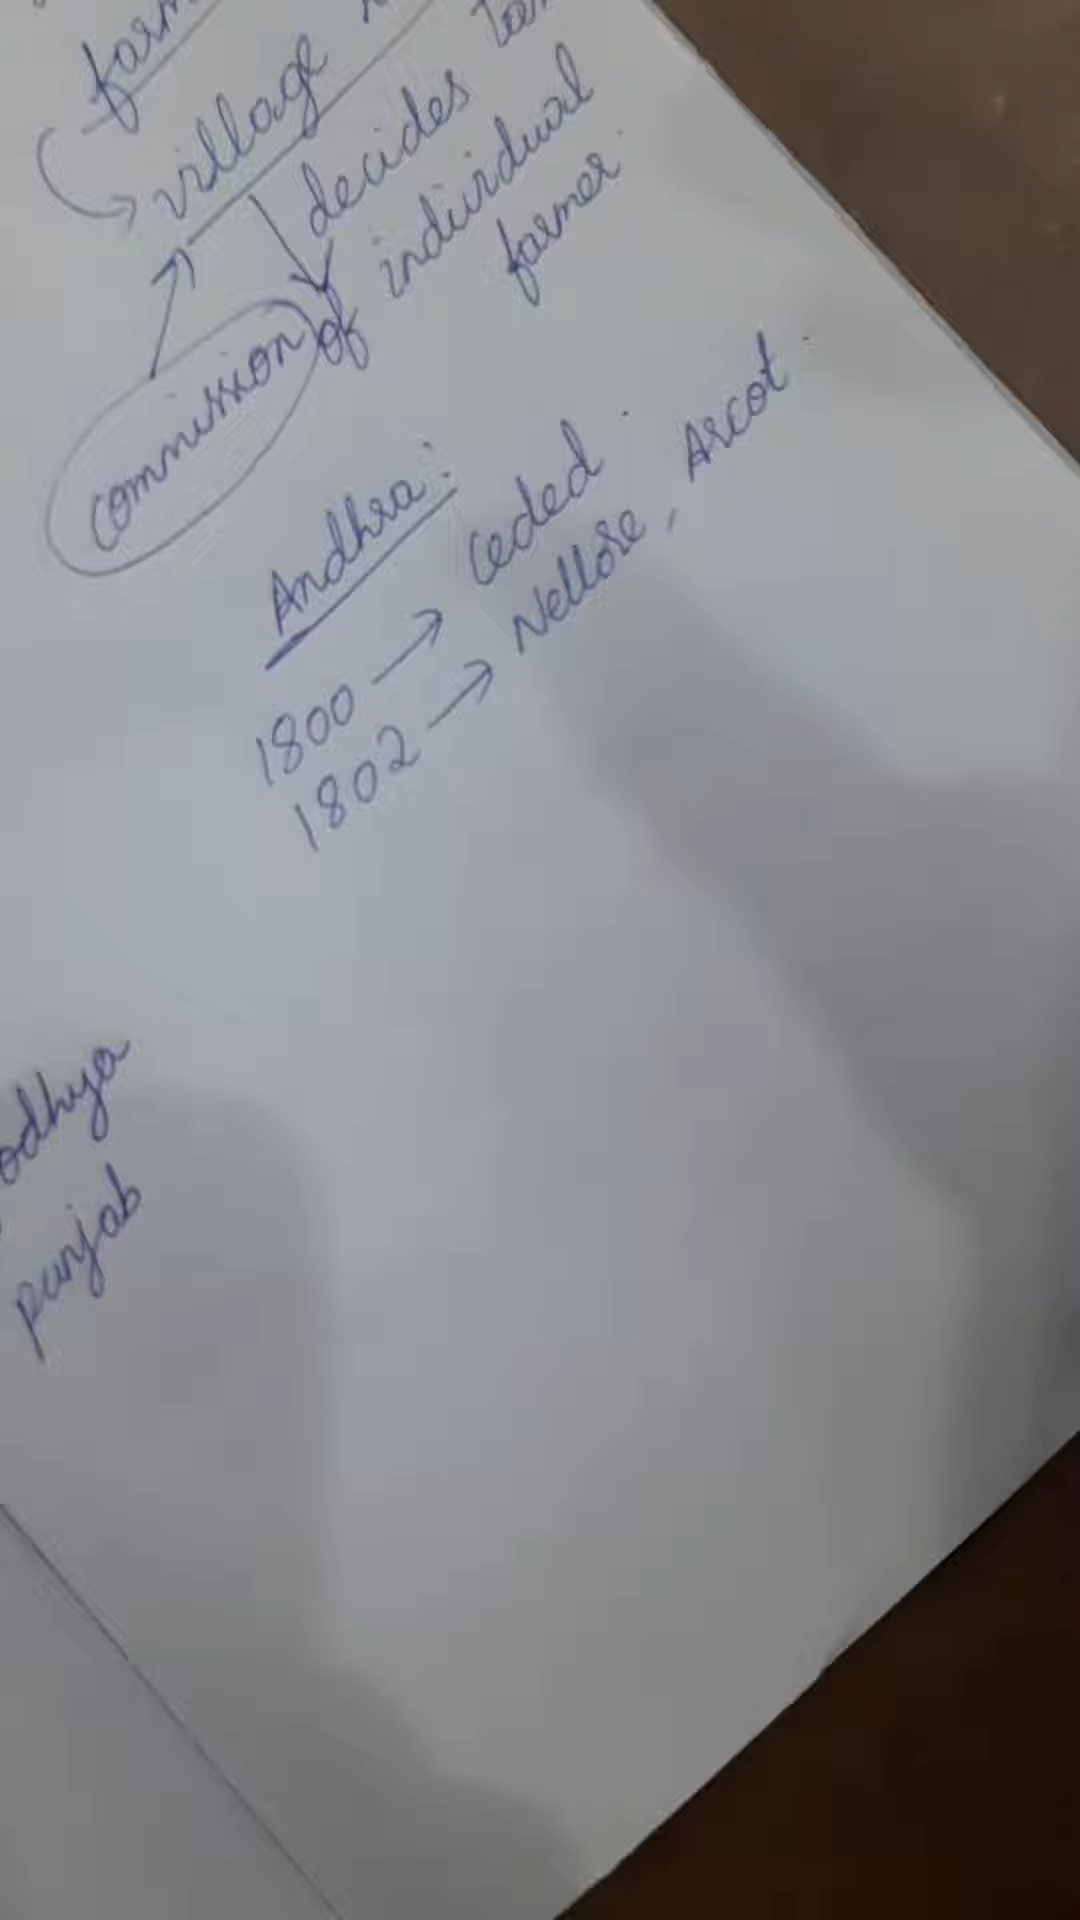 village
decides
commission of individual
farmer
Andhra:
1800 → Ceded
1802 → Nellore, Arcot
punjab